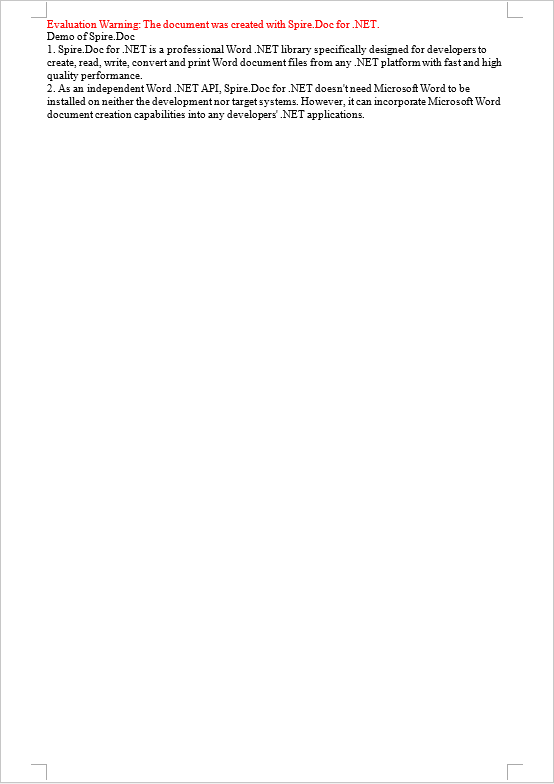 Evaluation Warning: The document was created with Spire.Doc for .NET.
Demo of Spire.Doc
1. Spire.Doc for .NET is a professional Word .NET library specifically designed for developers to
create, read, write, convert and print Word document files from any .NET platform with fast and high
quality performance.
2. As an independent Word .NET API, Spire.Doc for .NET doesn't need Microsoft Word to be
installed on neither the development nor target systems. However, it can incorporate Microsoft Word
document creation capabilities into any developers' .NET applications.